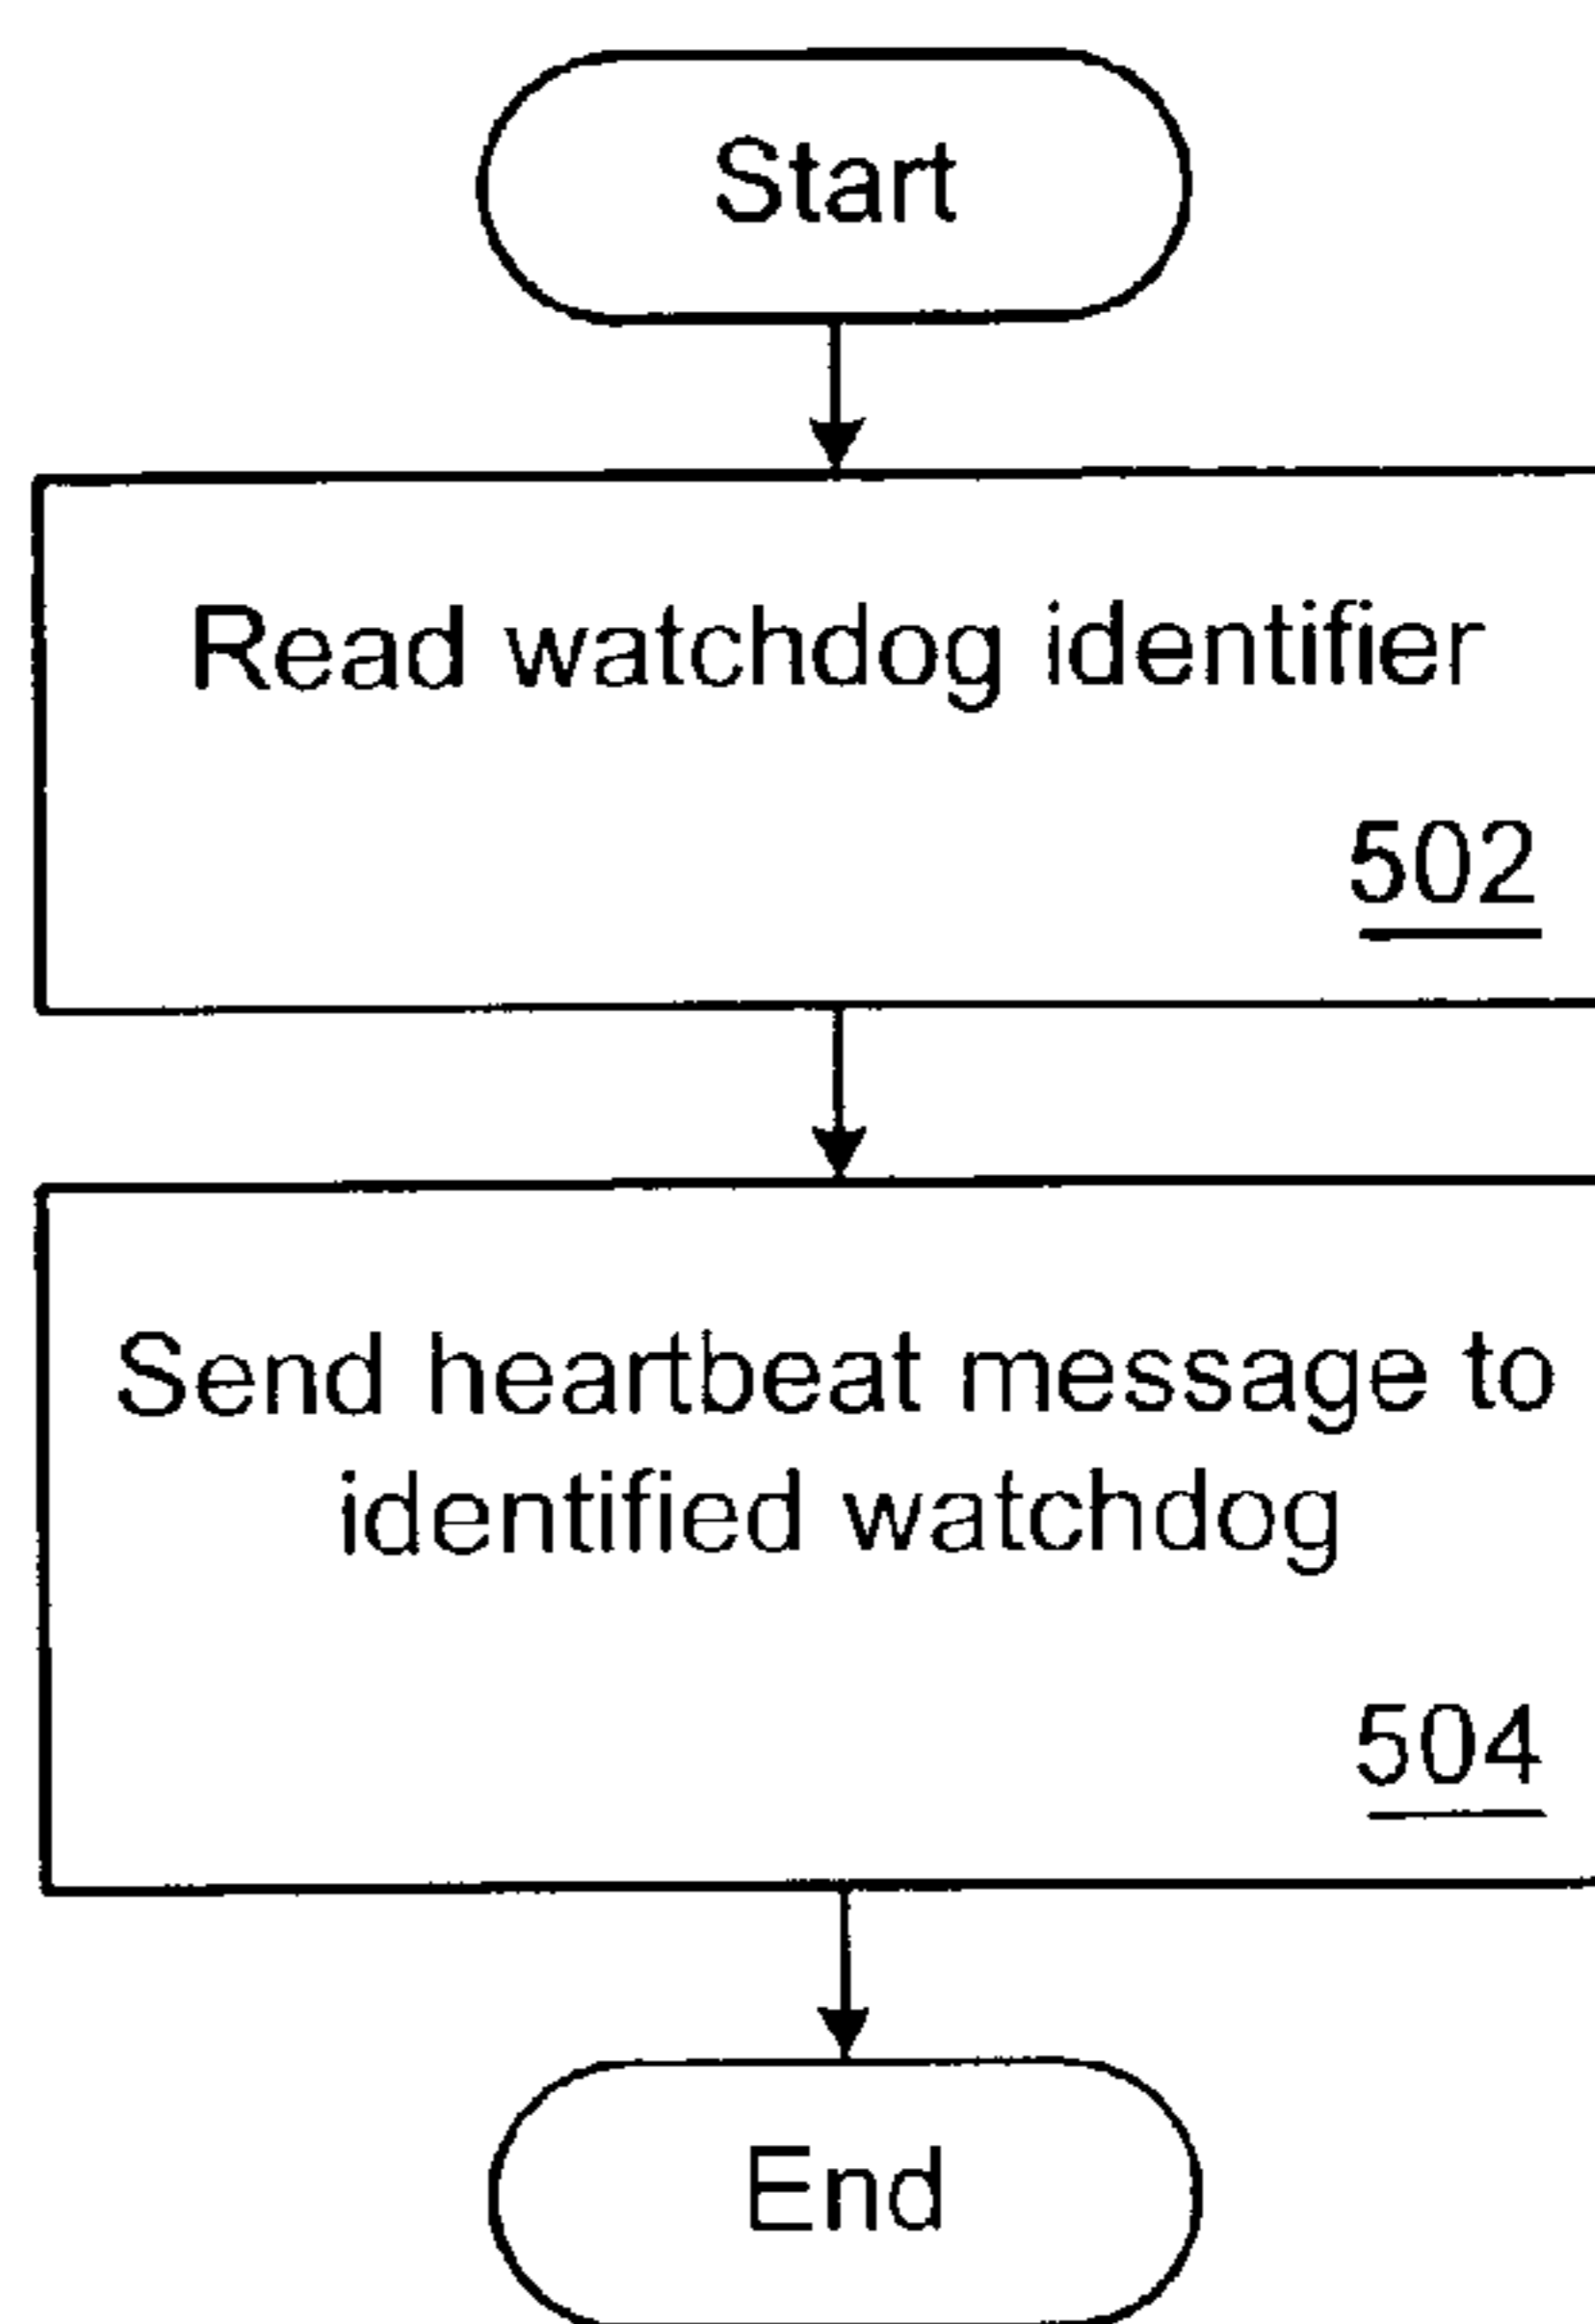 Start
Read watchdog identifier
502
Send heartbeat message to
identified watchdog
504
End